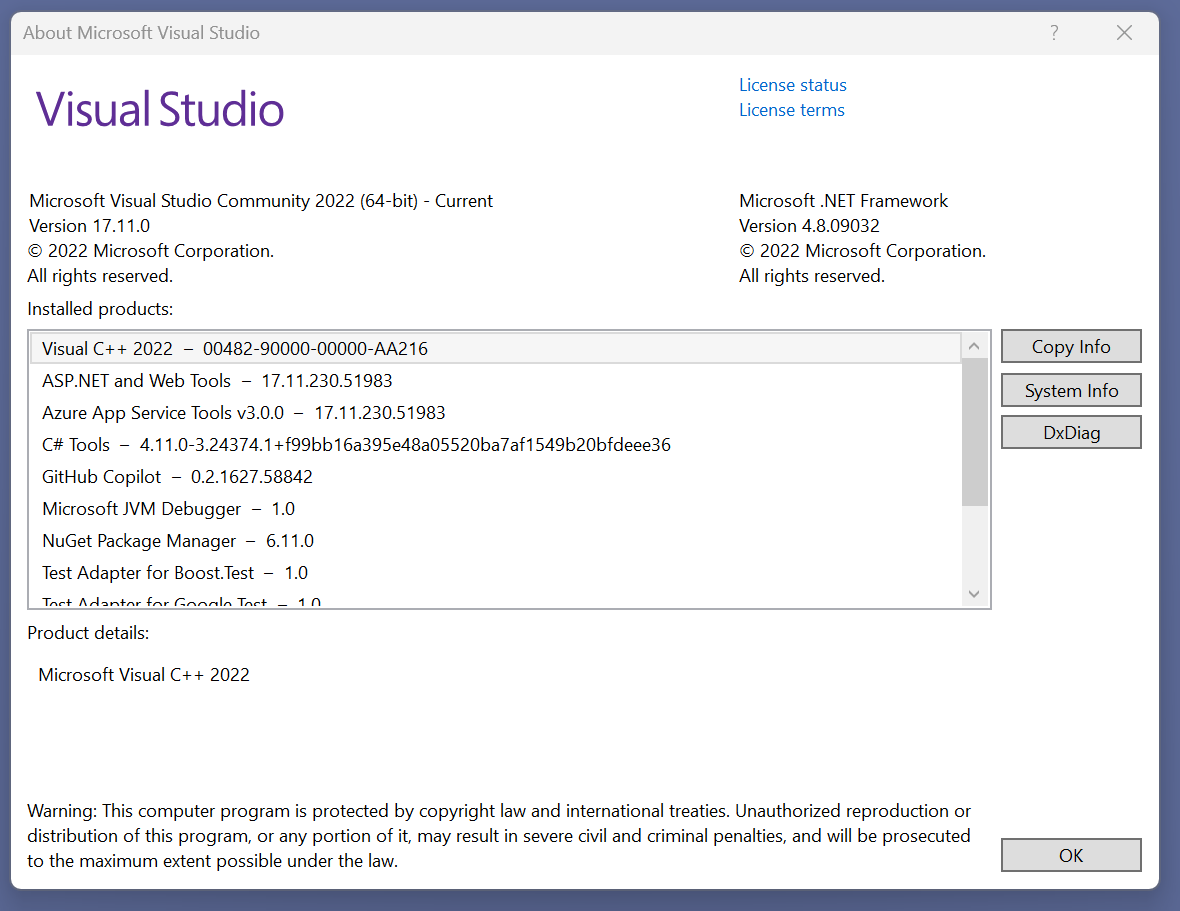 About Microsoft Visual Studio
?
Visual Studio
License status
License terms
Microsoft Visual Studio Community 2022 (64-bit) - Current
Version 17.11.0
© 2022 Microsoft Corporation.
All rights reserved.
Microsoft .NET Framework
Version 4.8.09032
© 2022 Microsoft Corporation.
All rights reserved.
Installed products:
Visual C++ 2022 – 00482-90000-00000-AA216
ASP.NET and Web Tools – 17.11.230.51983
Azure App Service Tools v3.0.0 – 17.11.230.51983
C# Tools – 4.11.0-3.24374.1+f99bb16a395e48a05520ba7af1549b20bfdeee36
GitHub Copilot – 0.2.1627.58842
Microsoft JVM Debugger – 1.0
NuGet Package Manager – 6.11.0
Test Adapter for Boost.Test – 1.0
Test Adapter for Google Test – 1.0
Copy Info
System Info
DxDiag
Product details:
Microsoft Visual C++ 2022
Warning: This computer program is protected by copyright law and international treaties. Unauthorized reproduction or
distribution of this program, or any portion of it, may result in severe civil and criminal penalties, and will be prosecuted
to the maximum extent possible under the law.
OK